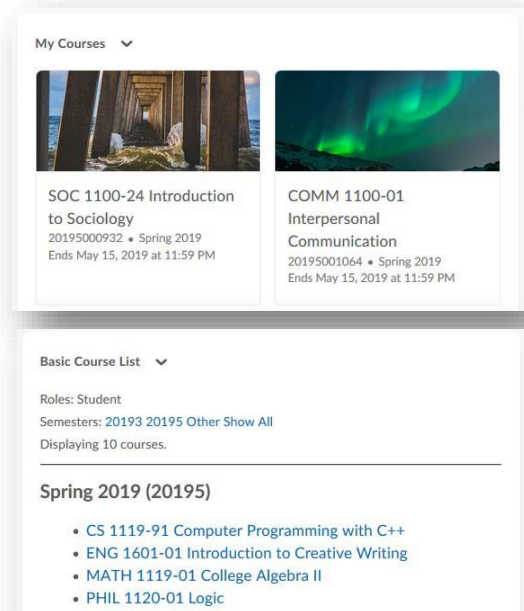 My Courses
SOC 1100-24 Introduction
to Sociology
20195000932 • Spring 2019
Ends May 15, 2019 at 11:59 PM
COMM 1100-01
Interpersonal
Communication
20195001064 • Spring 2019
Ends May 15, 2019 at 11:59 PM
Basic Course List
Roles: Student
Semesters: 20193 20195 Other Show All
Displaying 10 courses.
Spring 2019 (20195)
• CS 1119-91 Computer Programming with C++
• ENG 1601-01 Introduction to Creative Writing
• MATH 1119-01 College Algebra II
• PHIL 1120-01 Logic